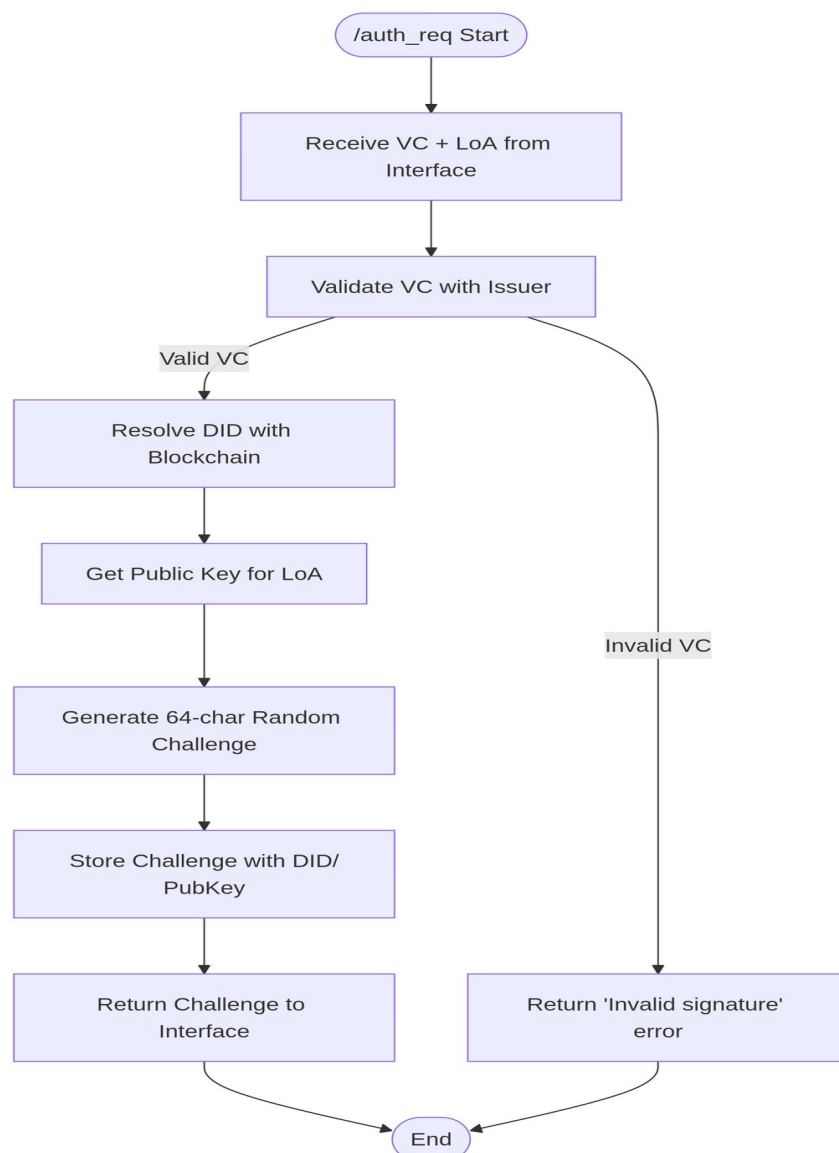 /auth_req Start
Receive VC + LoA from
Interface
Validate VC with Issuer
Valid VC
Resolve DID with
Blockchain
Get Public Key for LoA
Invalid VC
Generate 64-char Random
Challenge
Store Challenge with DID/
PubKey
Return Challenge to
Interface
Return 'Invalid signature'
error
End